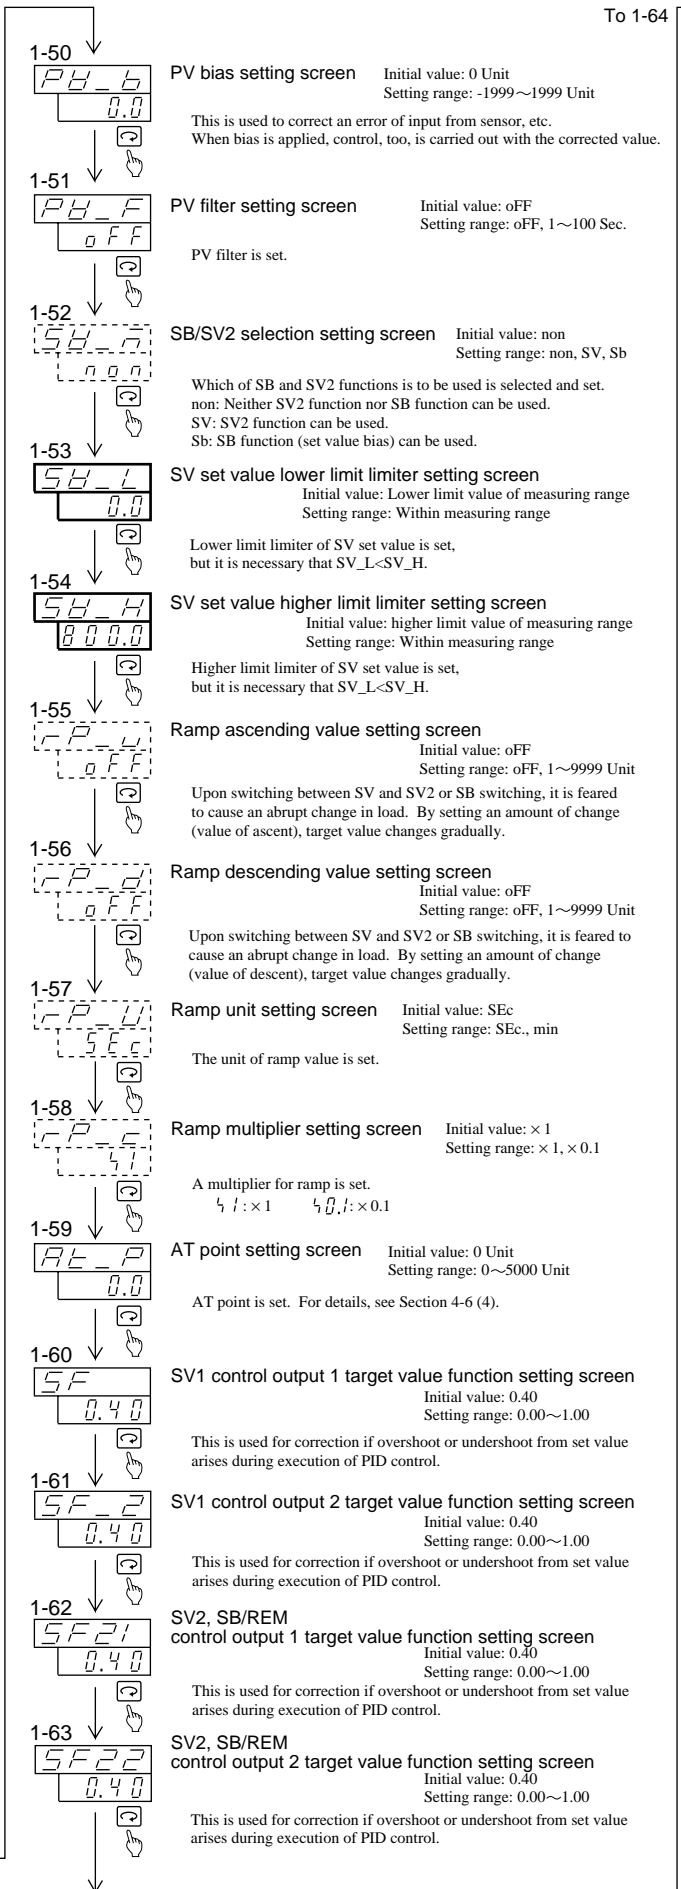 To 1-64
1-50
PV_b
0.0
PV bias setting screen
Initial value: 0 Unit
Setting range: -1999～1999 Unit
This is used to correct an error of input from sensor, etc.
When bias is applied, control, too, is carried out with the corrected value.
1-51
PV_F
oFF
PV filter setting screen
Initial value: oFF
Setting range: oFF, 1～100 Sec.
PV filter is set.
1-52
SV_m
non
SB/SV2 selection setting screen
Initial value: non
Setting range: non, SV, Sb
Which of SB and SV2 functions is to be used is selected and set.
non: Neither SV2 function nor SB function can be used.
SV: SV2 function can be used.
Sb: SB function (set value bias) can be used.
1-53
SV_L
0.0
SV set value lower limit limiter setting screen
Initial value: Lower limit value of measuring range
Setting range: Within measuring range
Lower limit limiter of SV set value is set,
but it is necessary that SV_L<SV_H.
1-54
SV_H
800.0
SV set value higher limit limiter setting screen
Initial value: higher limit value of measuring range
Setting range: Within measuring range
Higher limit limiter of SV set value is set,
but it is necessary that SV_L<SV_H.
1-55
rP_u
oFF
Ramp ascending value setting screen
Initial value: oFF
Setting range: oFF, 1～9999 Unit
Upon switching between SV and SV2 or SB switching, it is feared
to cause an abrupt change in load. By setting an amount of change
(value of ascent), target value changes gradually.
1-56
rP_d
oFF
Ramp descending value setting screen
Initial value: oFF
Setting range: oFF, 1～9999 Unit
Upon switching between SV and SV2 or SB switching, it is feared to
cause an abrupt change in load. By setting an amount of change
(value of descent), target value changes gradually.
1-57
rP_U
SEc
Ramp unit setting screen
Initial value: SEc
Setting range: SEc., min
The unit of ramp value is set.
1-58
rP_c
ϟ1
Ramp multiplier setting screen
Initial value: × 1
Setting range: × 1, × 0.1
A multiplier for ramp is set.
ϟ1: × 1 ϟ0.1: × 0.1
1-59
At_P
0.0
AT point setting screen
Initial value: 0 Unit
Setting range: 0～5000 Unit
AT point is set. For details, see Section 4-6 (4).
1-60
SF
0.40
SV1 control output 1 target value function setting screen
Initial value: 0.40
Setting range: 0.00～1.00
This is used for correction if overshoot or undershoot from set value
arises during execution of PID control.
1-61
SF_2
0.40
SV1 control output 2 target value function setting screen
Initial value: 0.40
Setting range: 0.00～1.00
This is used for correction if overshoot or undershoot from set value
arises during execution of PID control.
1-62
SF21
0.40
SV2, SB/REM
control output 1 target value function setting screen
Initial value: 0.40
Setting range: 0.00～1.00
This is used for correction if overshoot or undershoot from set value
arises during execution of PID control.
1-63
SF22
0.40
SV2, SB/REM
control output 2 target value function setting screen
Initial value: 0.40
Setting range: 0.00～1.00
This is used for correction if overshoot or undershoot from set value
arises during execution of PID control.